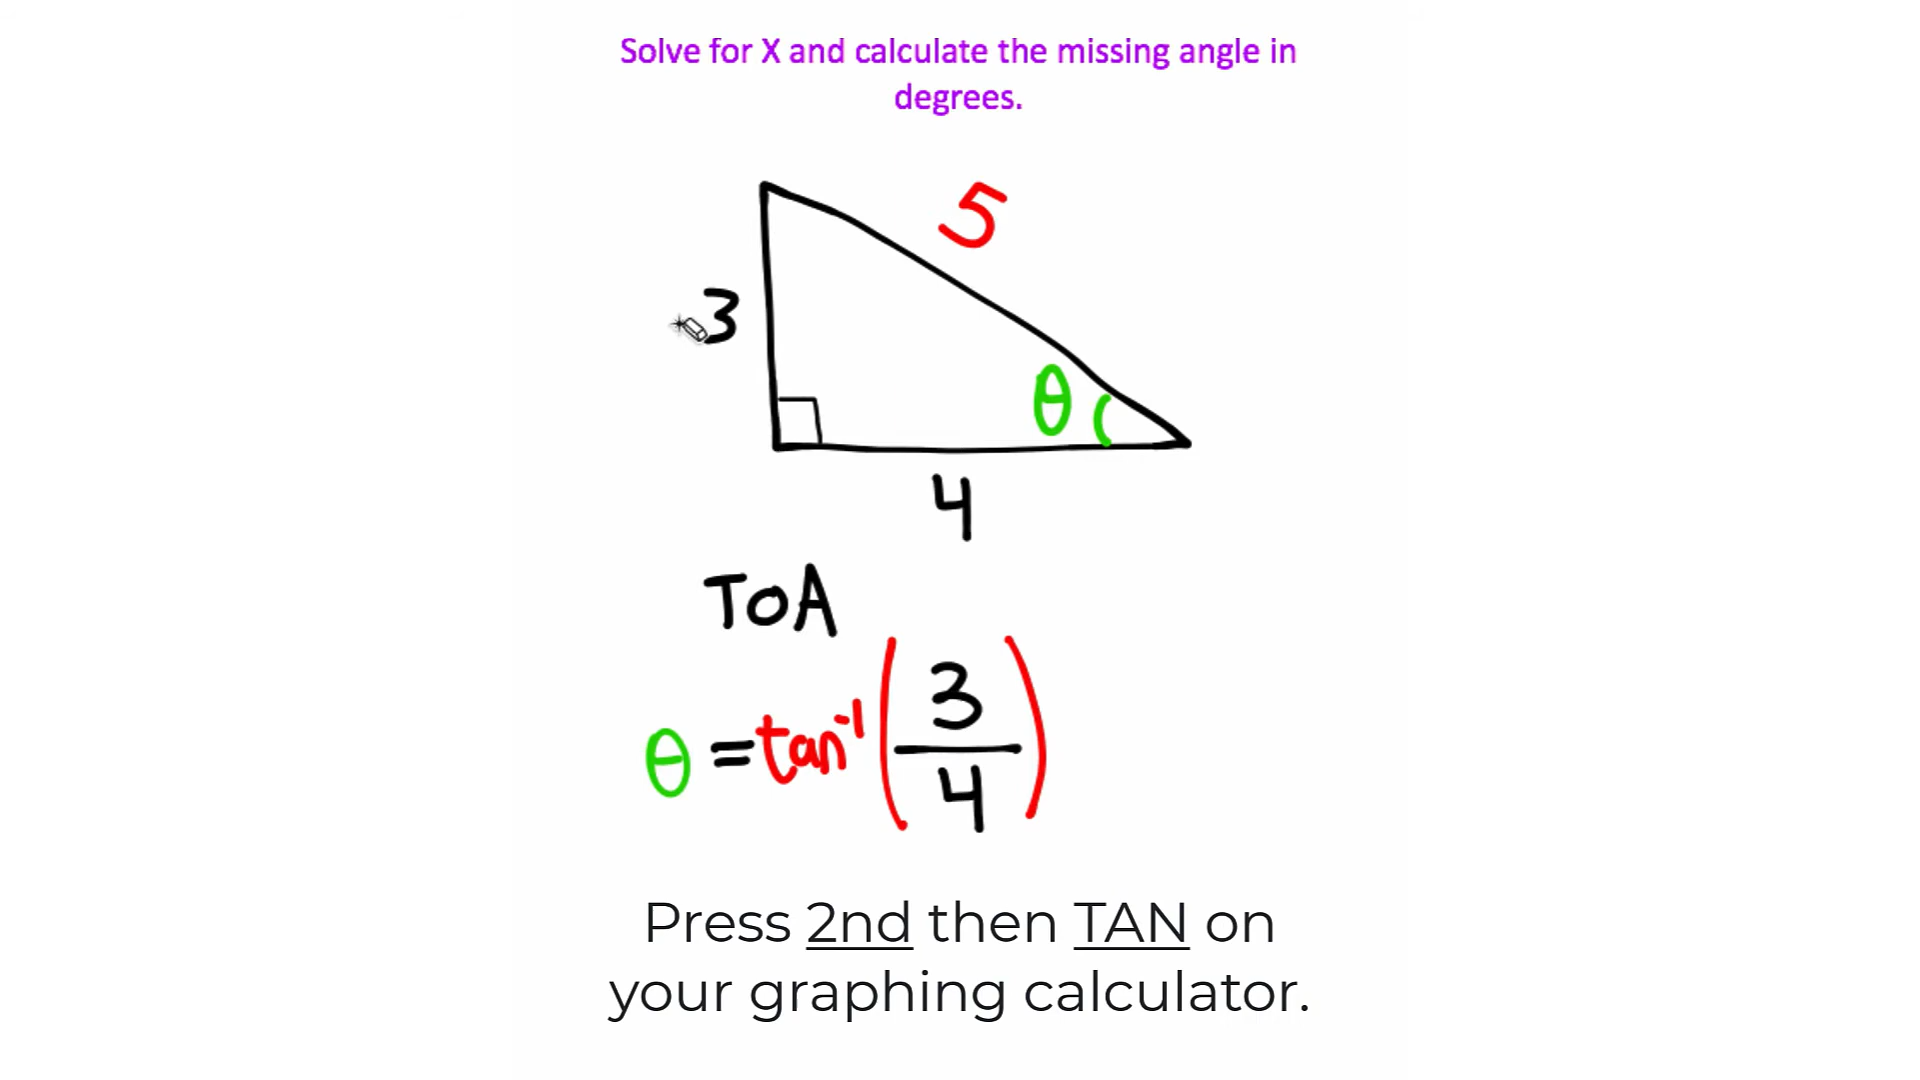 Solve for X and calculate the missing angle in
degrees.
5
3
θ
4
TOA
θ = tan⁻¹(3/4)
Press 2nd then TAN on
your graphing calculator.